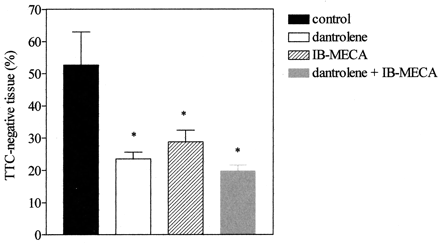 TTC-negative tissue (%)
70
60
50
40
30
20
10
0
*
*
*
control
dantrolene
IB-MECA
dantrolene + IB-MECA